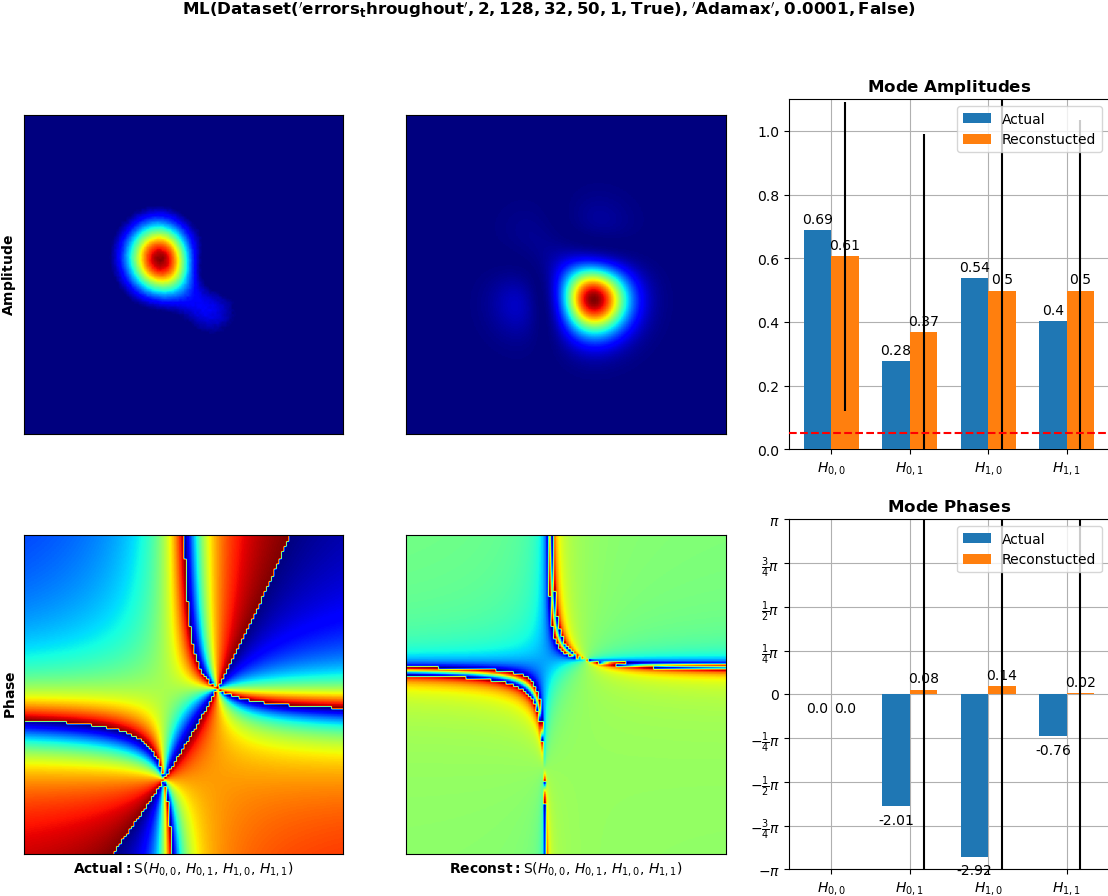 ML(Dataset('errors_throughout', 2, 128, 32, 50, 1, True), 'Adamax', 0.0001, False)
Amplitude
Mode Amplitudes
Actual
Reconstucted
1.0
0.8
0.6
0.4
0.2
0.0
0.69
0.61
0.28
0.37
0.54
0.5
0.4
0.5
H0,0
H0,1
H1,0
H1,1
Phase
Actual: S(H0,0, H0,1, H1,0, H1,1)
Reconst: S(H0,0, H0,1, H1,0, H1,1)
Mode Phases
Actual
Reconstucted
π
3/4π
1/2π
1/4π
0
−1/4π
−1/2π
−3/4π
−π
0.0
0.0
-2.01
0.08
-2.92
0.14
-0.76
0.02
H0,0
H0,1
H1,0
H1,1